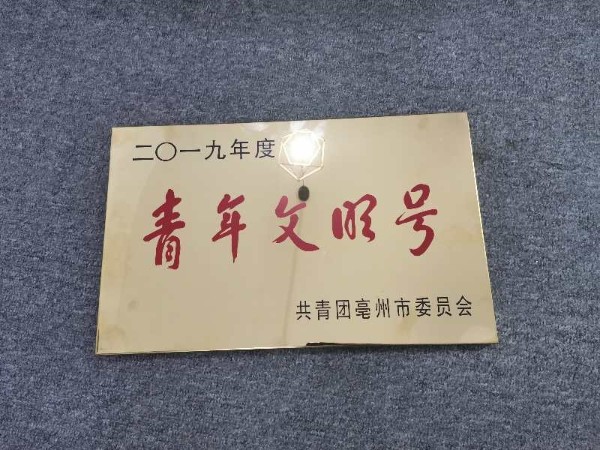 二〇一九年度
青年文明号
共青团亳州市委员会